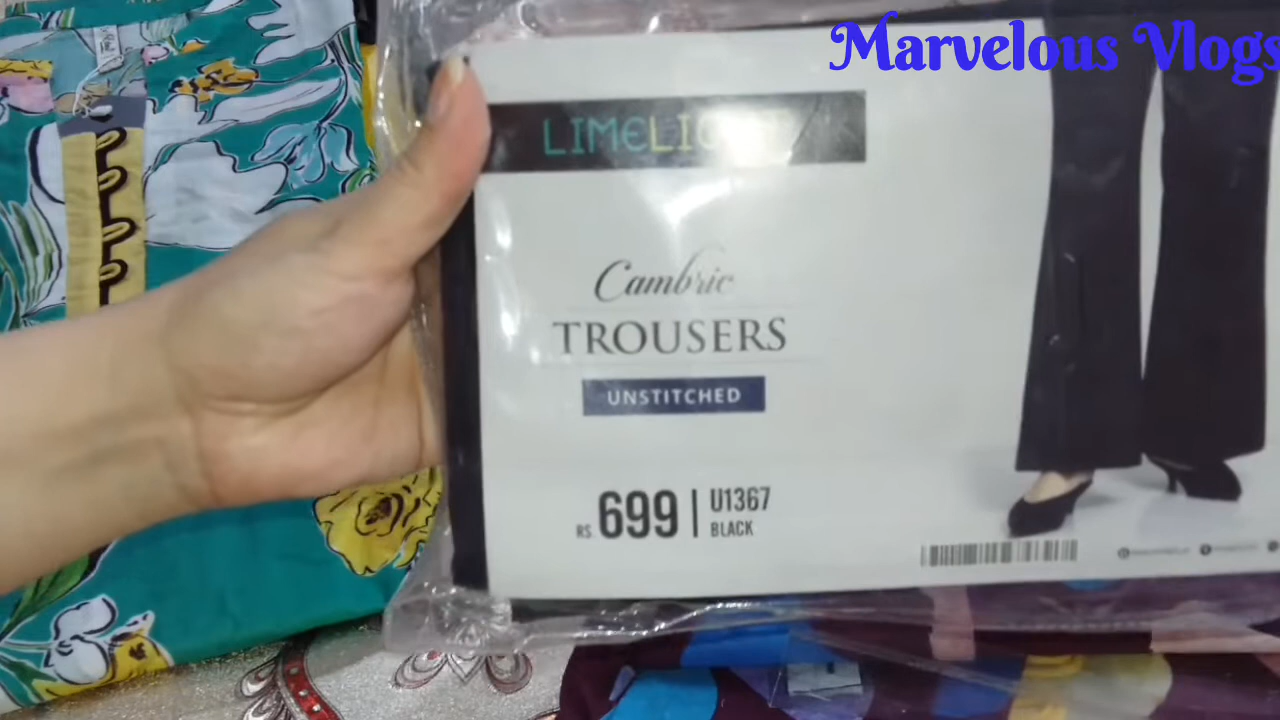 Marvelous Vlogs
Cambric
TROUSERS
UNSTITCHED
RS. 699 | U1367
BLACK